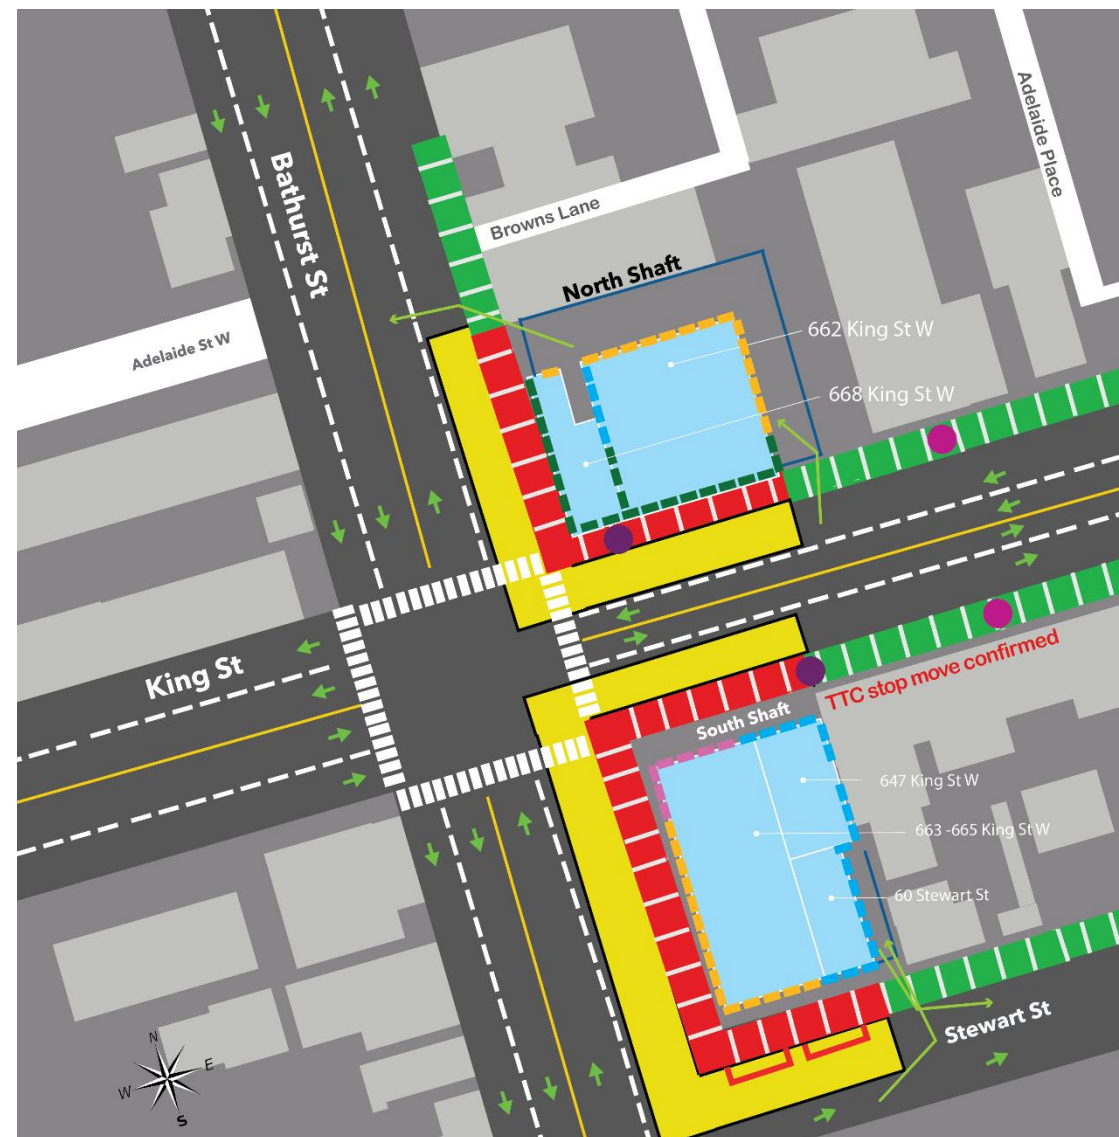 Adelaide Place
Bathurst St
Browns Lane
North Shaft
662 King St W
Adelaide St W
668 King St W
King St
TTC stop move confirmed
South Shaft
647 King St W
663 -665 King St W
60 Stewart St
Stewart St
N
E
W
S